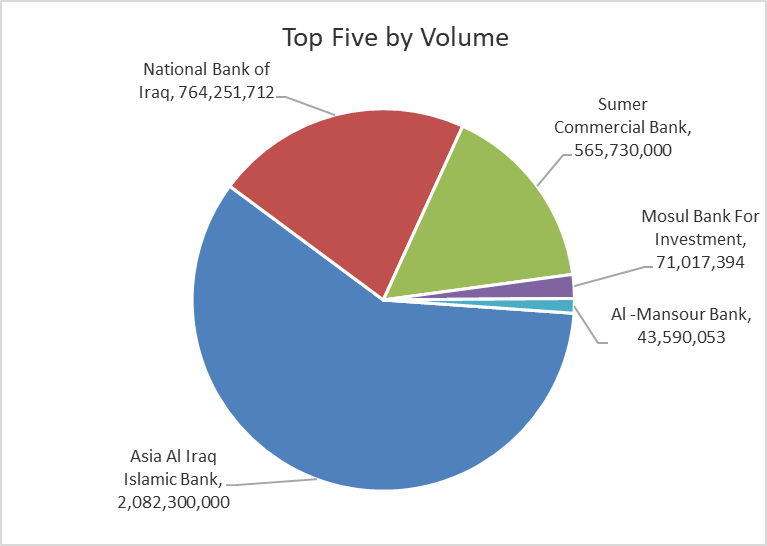 Top Five by Volume
National Bank of
Iraq, 764,251,712
Sumer
Commercial Bank,
565,730,000
Mosul Bank For
Investment,
71,017,394
Al -Mansour Bank,
43,590,053
Asia Al Iraq
Islamic Bank,
2,082,300,000